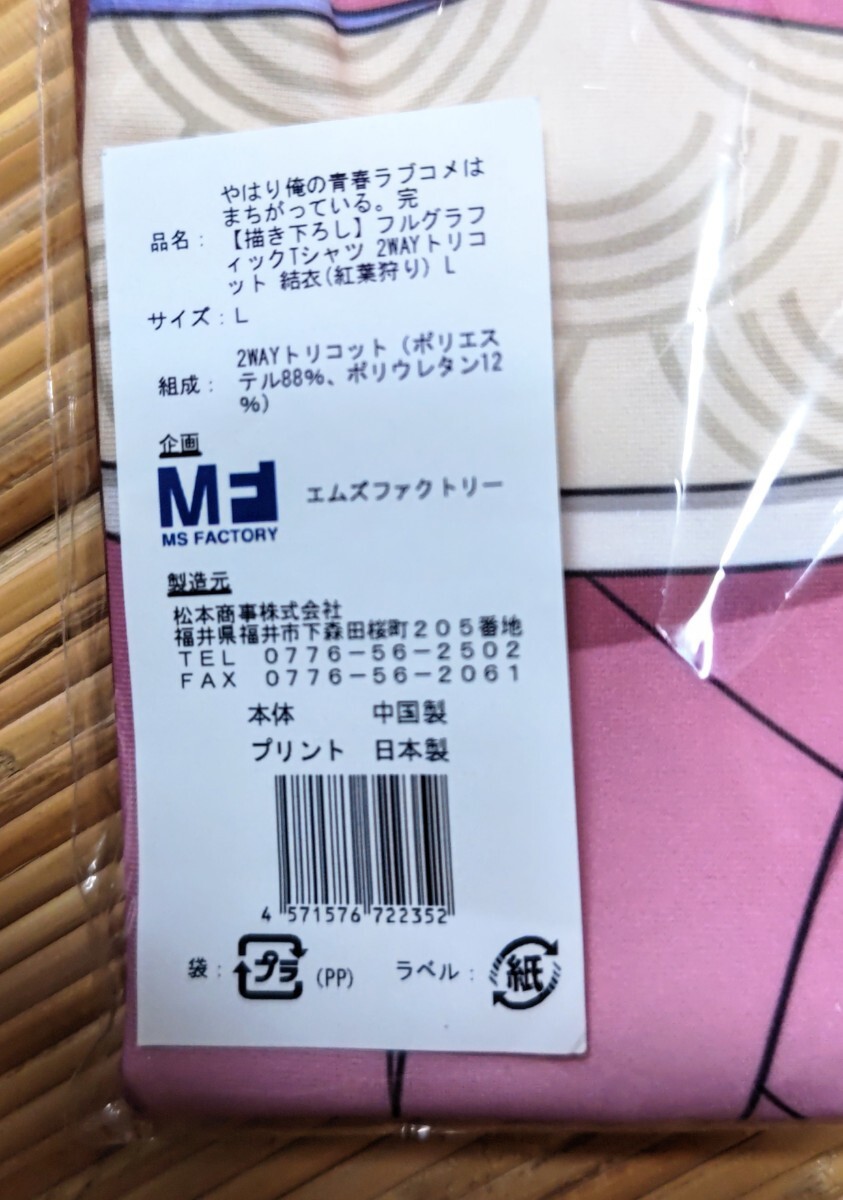 品名：
やはり俺の青春ラブコメは
まちがっている。完
【描き下ろし】フルグラフ
ィックTシャツ 2WAYトリコ
ット 結衣(紅葉狩り) L
サイズ：L
組成：
2WAYトリコット（ポリエス
テル88%、ポリウレタン12
%）
企画
MF
MS FACTORY
エムズファクトリー
製造元
松本商事株式会社
福井県福井市下森田桜町２０５番地
ＴＥＬ　０７７６－５６－２５０２
ＦＡＸ　０７７６－５６－２０６１
本体　中国製
プリント　日本製
4 571576 722352
袋：プラ (PP)　ラベル：紙